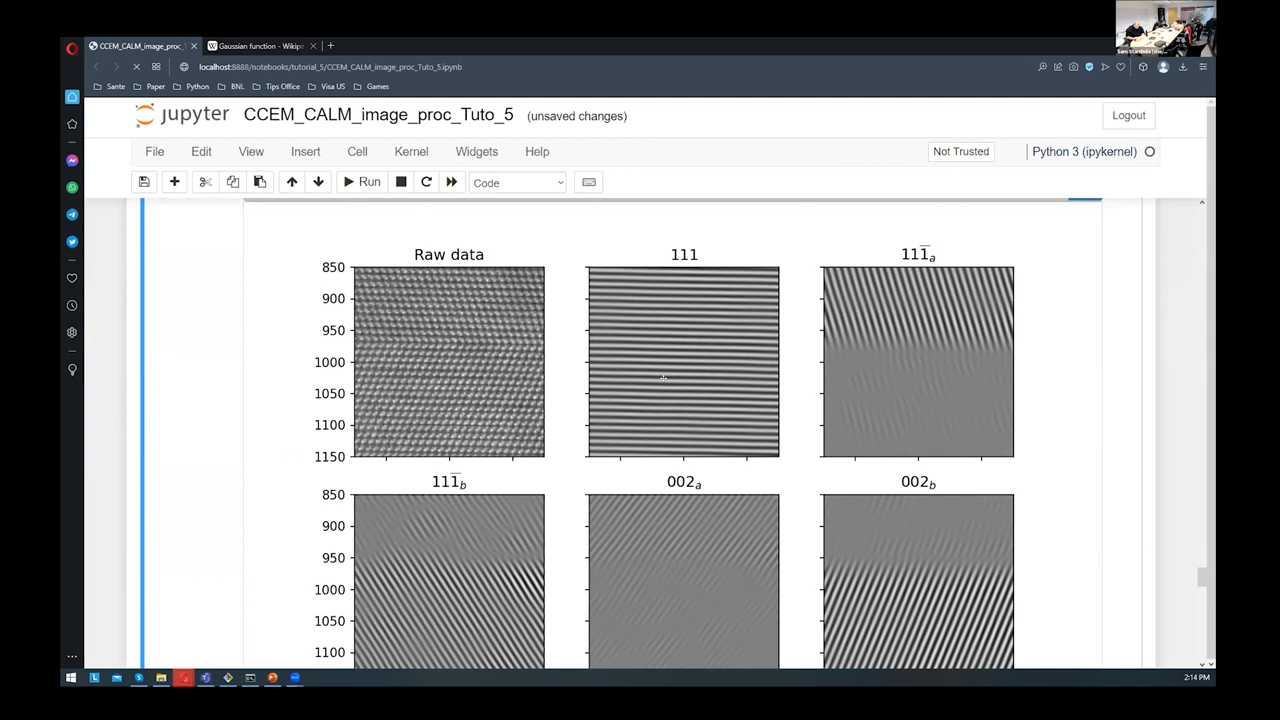 CCEM_CALM_image_proc_
Gaussian function - Wikipe
localhost:8888/notebooks/tutorial_5/CCEM_CALM_image_proc_Tuto_5.ipynb
Sante Paper Python BNL Tips Office Visa US Games
jupyter CCEM_CALM_image_proc_Tuto_5 (unsaved changes) Logout
File Edit View Insert Cell Kernel Widgets Help Not Trusted Python 3 (ipykernel)
Run Code
Raw data 111 111̅ₐ
850
900
950
1000
1050
1100
1150
111̅_b 002ₐ 002_b
850
900
950
1000
1050
1100
2:14 PM